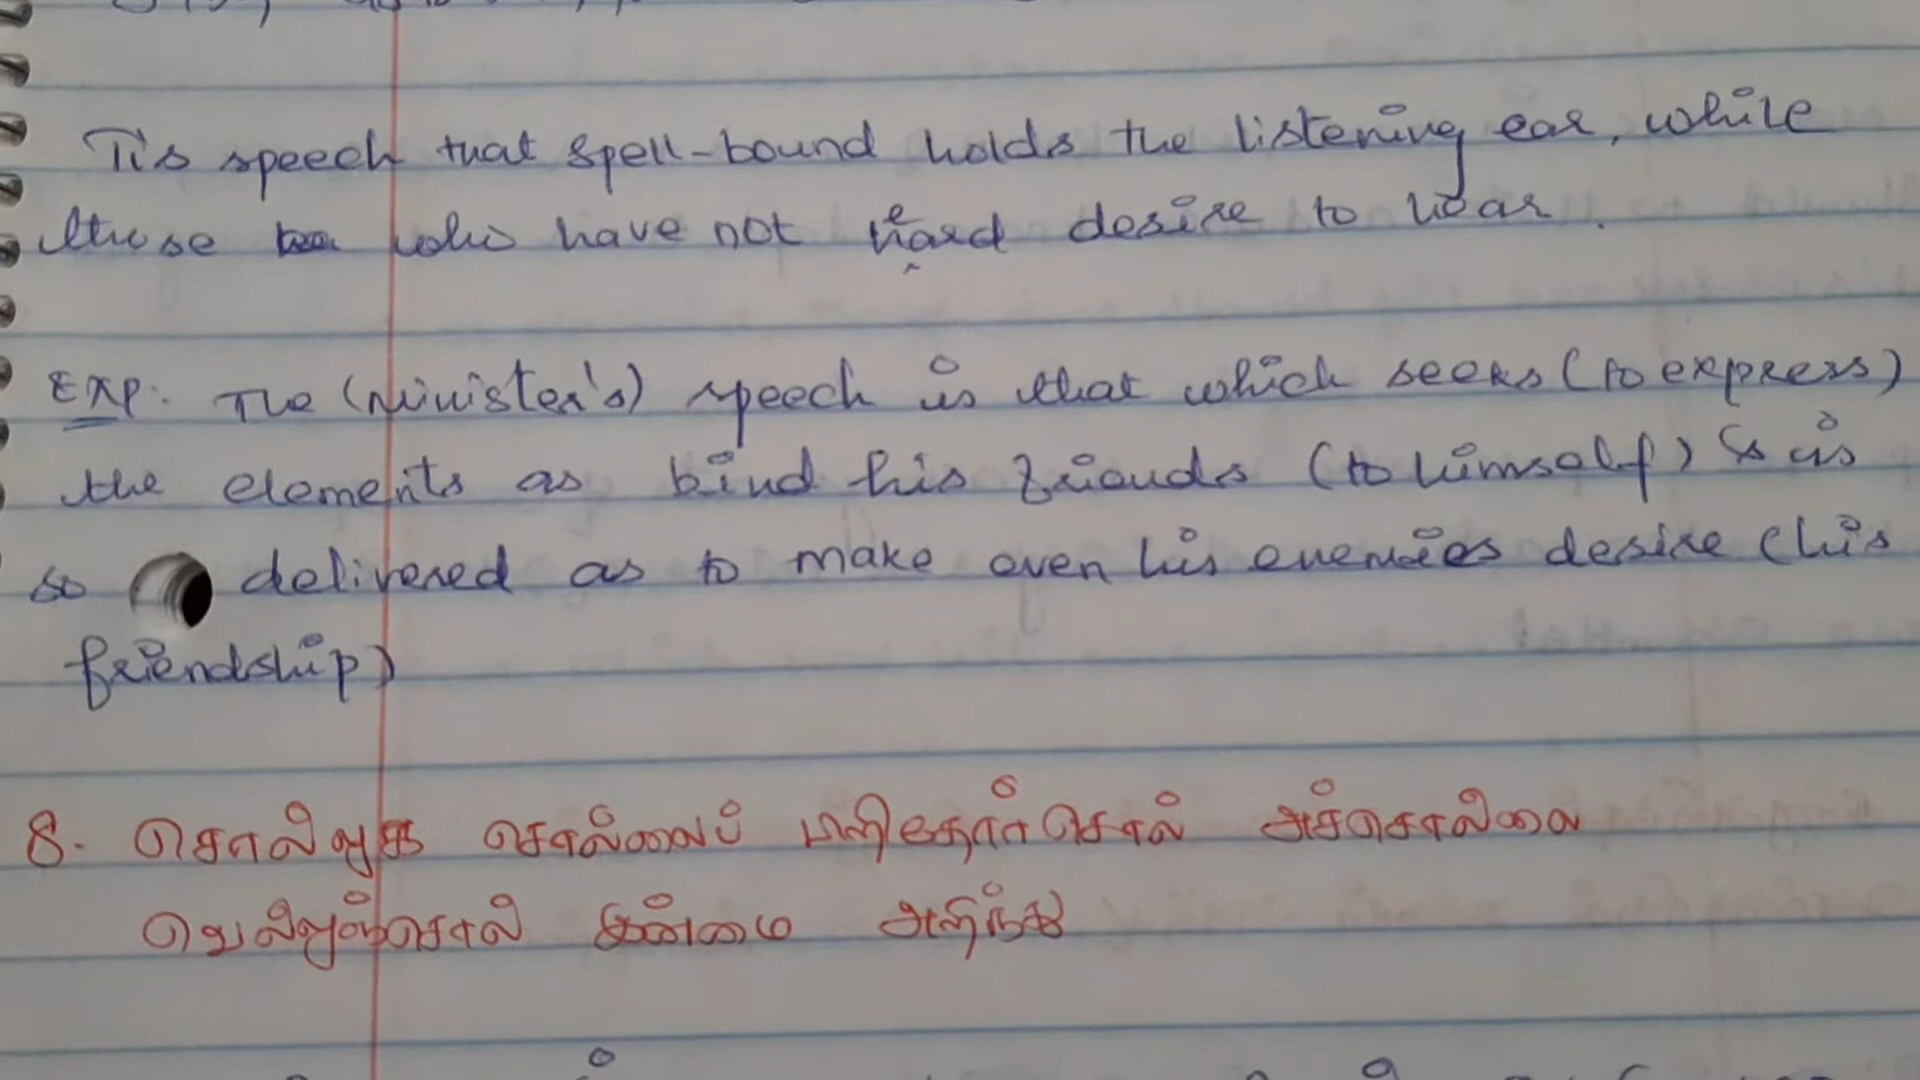 Ti's speech that spell-bound holds the listening ear, while
those who have not heard desire to hear.
EXP: The (Minister's) speech is that which seeks (to express)
the elements as bind his friends (to himself) & is
so delivered as to make even his enemies desire (his
friendship)
8. சொல்லுக சொல்லைப் பிறிதோர்சொல் அச்சொல்லை
வெல்லுஞ்சொல் இன்மை அறிந்து